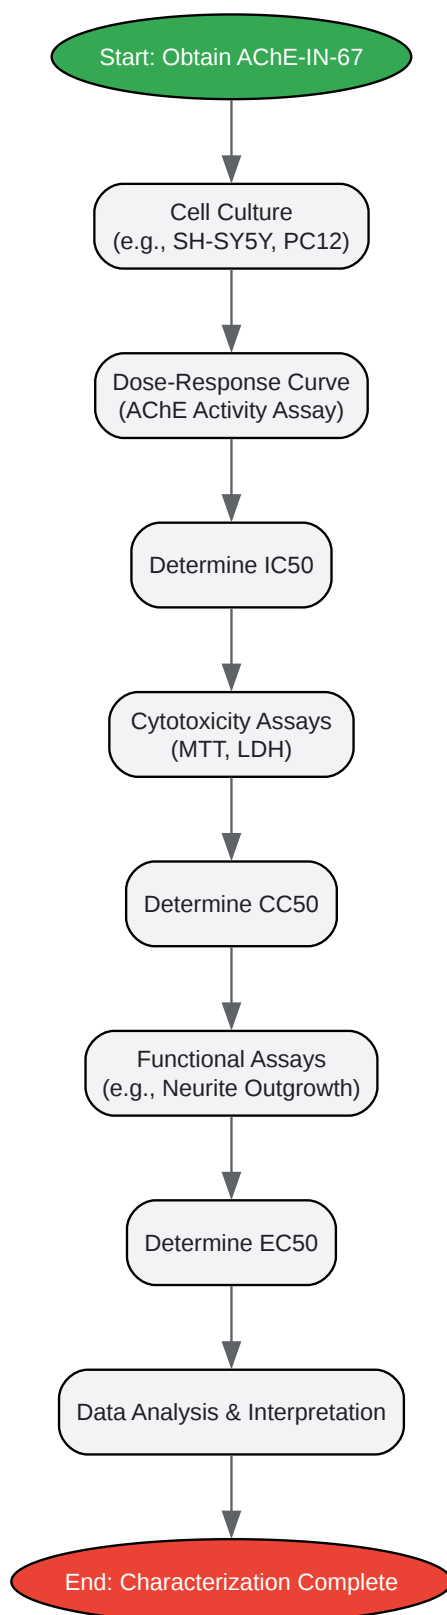 Start: Obtain AChE-IN-67
Cell Culture
(e.g., SH-SY5Y, PC12)
Dose-Response Curve
(AChE Activity Assay)
Determine IC50
Cytotoxicity Assays
(MTT, LDH)
Determine CC50
Functional Assays
(e.g., Neurite Outgrowth)
Determine EC50
Data Analysis & Interpretation
End: Characterization Complete